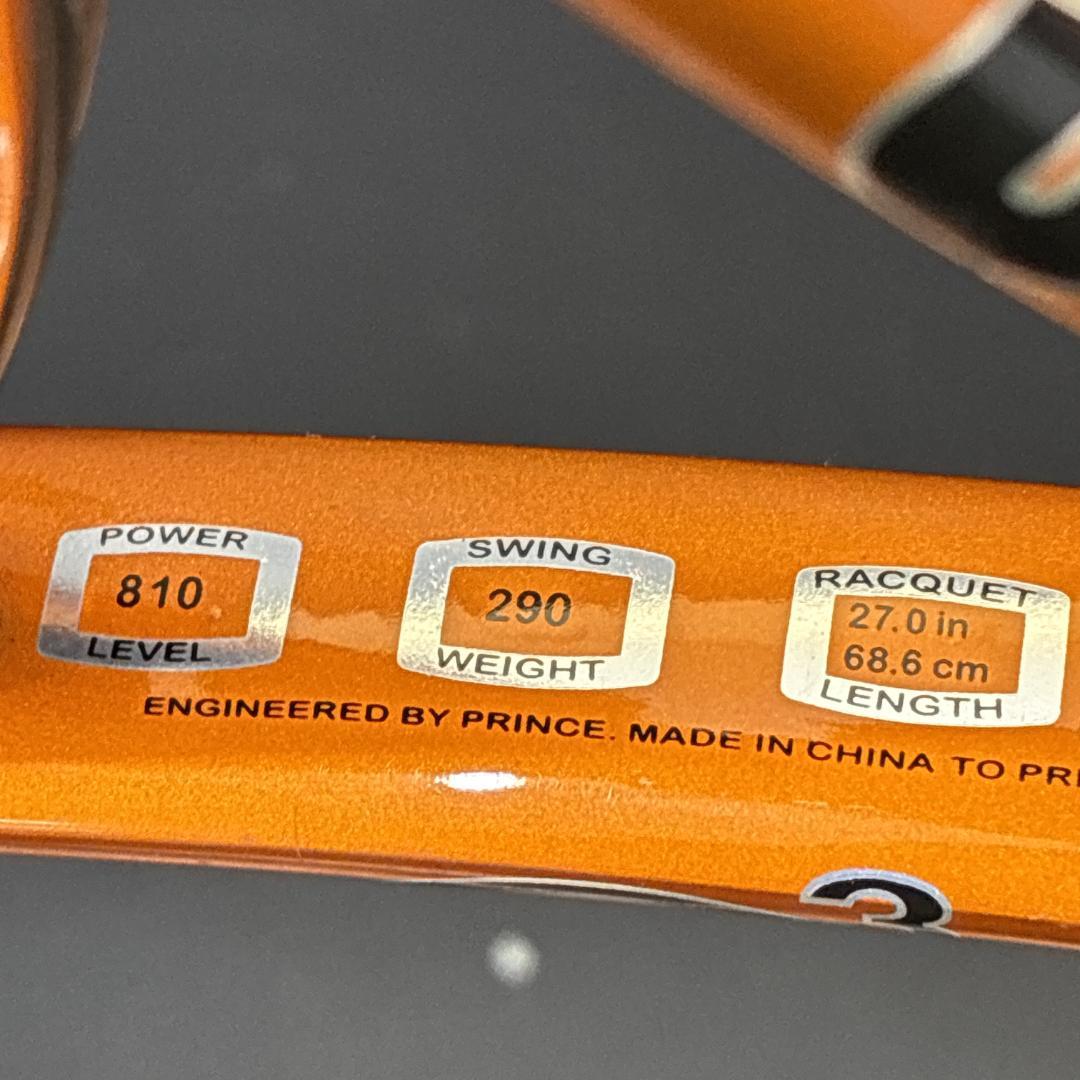 POWER
810
LEVEL
SWING
290
WEIGHT
RACQUET
27.0 in
68.6 cm
LENGTH
ENGINEERED BY PRINCE. MADE IN CHINA TO
3